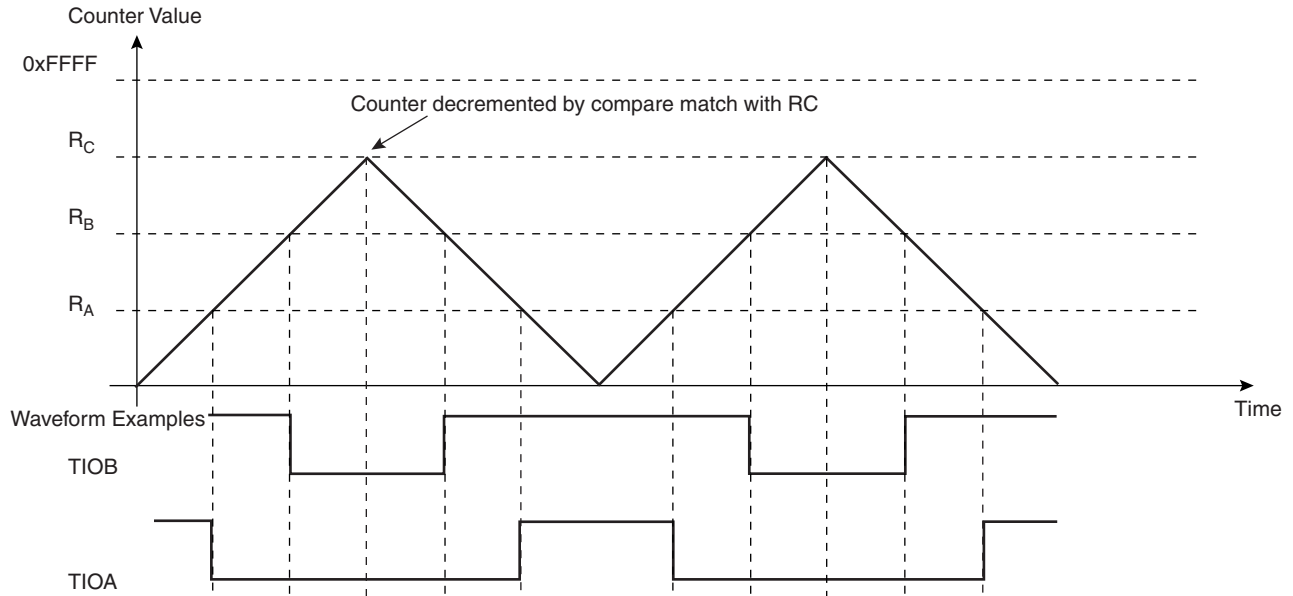 Counter Value
0xFFFF
Counter decremented by compare match with RC
RC
RB
RA
Time
Waveform Examples
TIOB
TIOA